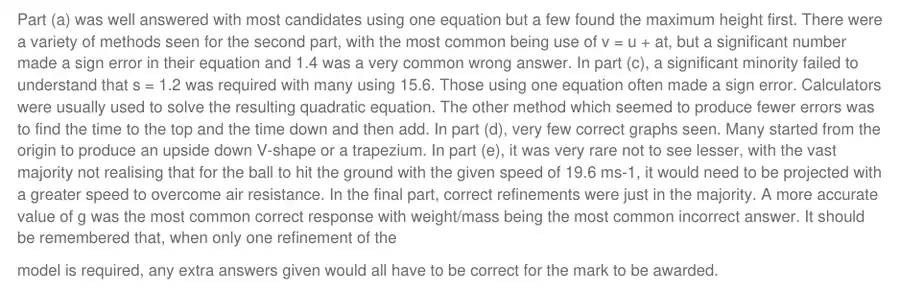 Part (a) was well answered with most candidates using one equation but a few found the maximum height first. There were
a variety of methods seen for the second part, with the most common being use of v = u + at, but a significant number
made a sign error in their equation and 1.4 was a very common wrong answer. In part (c), a significant minority failed to
understand that s = 1.2 was required with many using 15.6. Those using one equation often made a sign error. Calculators
were usually used to solve the resulting quadratic equation. The other method which seemed to produce fewer errors was
to find the time to the top and the time down and then add. In part (d), very few correct graphs seen. Many started from the
origin to produce an upside down V-shape or a trapezium. In part (e), it was very rare not to see lesser, with the vast
majority not realising that for the ball to hit the ground with the given speed of 19.6 ms-1, it would need to be projected with
a greater speed to overcome air resistance. In the final part, correct refinements were just in the majority. A more accurate
value of g was the most common correct response with weight/mass being the most common incorrect answer. It should
be remembered that, when only one refinement of the
model is required, any extra answers given would all have to be correct for the mark to be awarded.